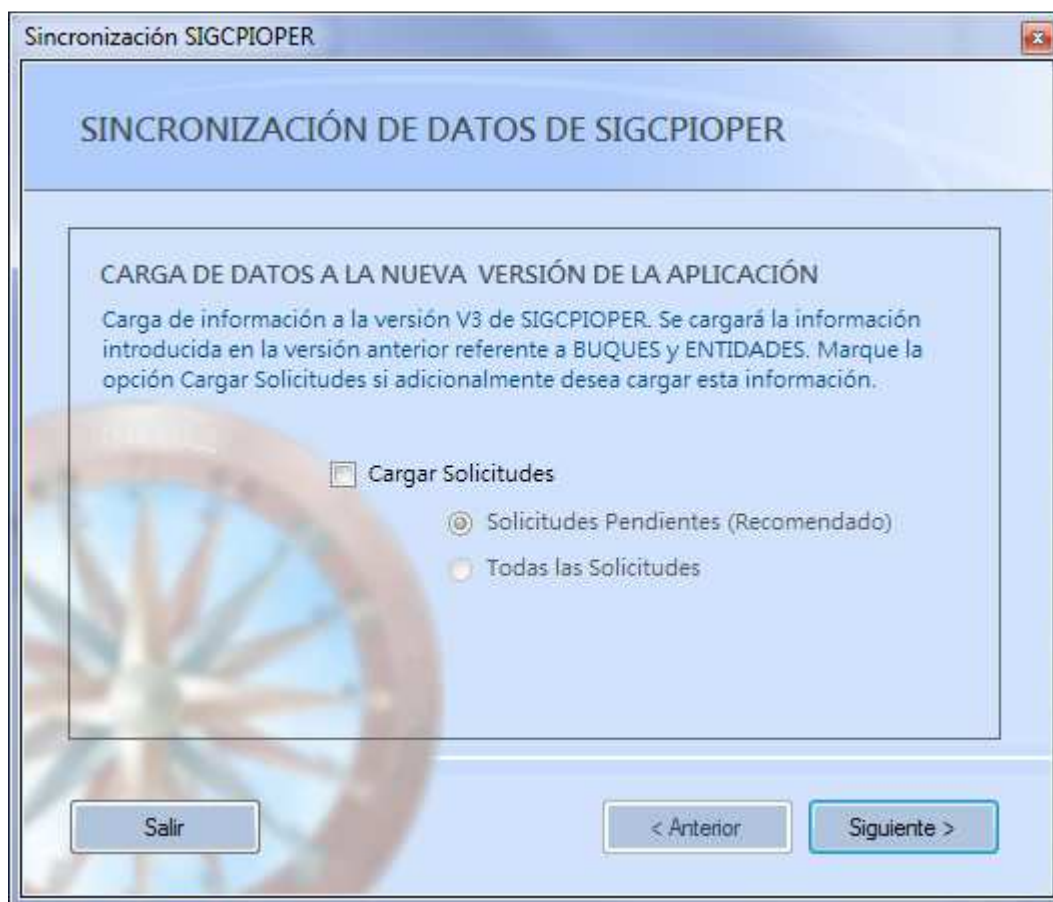 Sincronización SIGCPIOPER
SINCRONIZACIÓN DE DATOS DE SIGCPIOPER
CARGA DE DATOS A LA NUEVA VERSIÓN DE LA APLICACIÓN
Carga de información a la versión V3 de SIGCPIOPER. Se cargará la información
introducida en la versión anterior referente a BUQUES y ENTIDADES. Marque la
opción Cargar Solicitudes si adicionalmente desea cargar esta información.
Cargar Solicitudes
Solicitudes Pendientes (Recomendado)
Todas las Solicitudes
Salir
< Anterior
Siguiente >